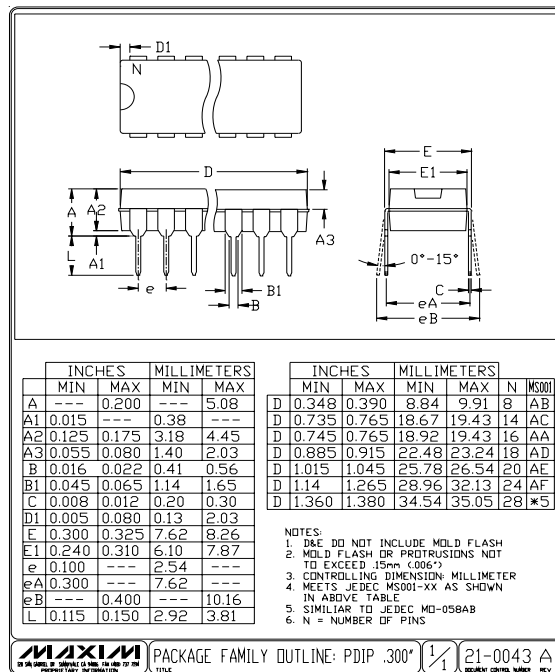 D1
N
D
E
E1
A
A2
A1
L
A3
e
B1
B
0°-15°
C
eA
eB
INCHES MILLIMETERS
MIN MAX MIN MAX
A --- 0.200 --- 5.08
A1 0.015 --- 0.38 ---
A2 0.125 0.175 3.18 4.45
A3 0.055 0.080 1.40 2.03
B 0.016 0.022 0.41 0.56
B1 0.045 0.065 1.14 1.65
C 0.008 0.012 0.20 0.30
D1 0.005 0.080 0.13 2.03
E 0.300 0.325 7.62 8.26
E1 0.240 0.310 6.10 7.87
e 0.100 --- 2.54 ---
eA 0.300 --- 7.62 ---
eB --- 0.400 --- 10.16
L 0.115 0.150 2.92 3.81
INCHES MILLIMETERS
MIN MAX MIN MAX N MS001
D 0.348 0.390 8.84 9.91 8 AB
D 0.735 0.765 18.67 19.43 14 AC
D 0.745 0.765 18.92 19.43 16 AA
D 0.885 0.915 22.48 23.24 18 AD
D 1.015 1.045 25.78 26.54 20 AE
D 1.14 1.265 28.96 32.13 24 AF
D 1.360 1.380 34.54 35.05 28 *5
NOTES:
1. D&E DO NOT INCLUDE MOLD FLASH
2. MOLD FLASH OR PROTRUSIONS NOT
TO EXCEED .15mm (.006")
3. CONTROLLING DIMENSION: MILLIMETER
4. MEETS JEDEC MS001-XX AS SHOWN
IN ABOVE TABLE
5. SIMILIAR TO JEDEC MO-058AB
6. N = NUMBER OF PINS
MAXIM
PROPRIETARY INFORMATION
PACKAGE FAMILY OUTLINE: PDIP .300"
TITLE
1/1
21-0043 A
DOCUMENT CONTROL NUMBER REV